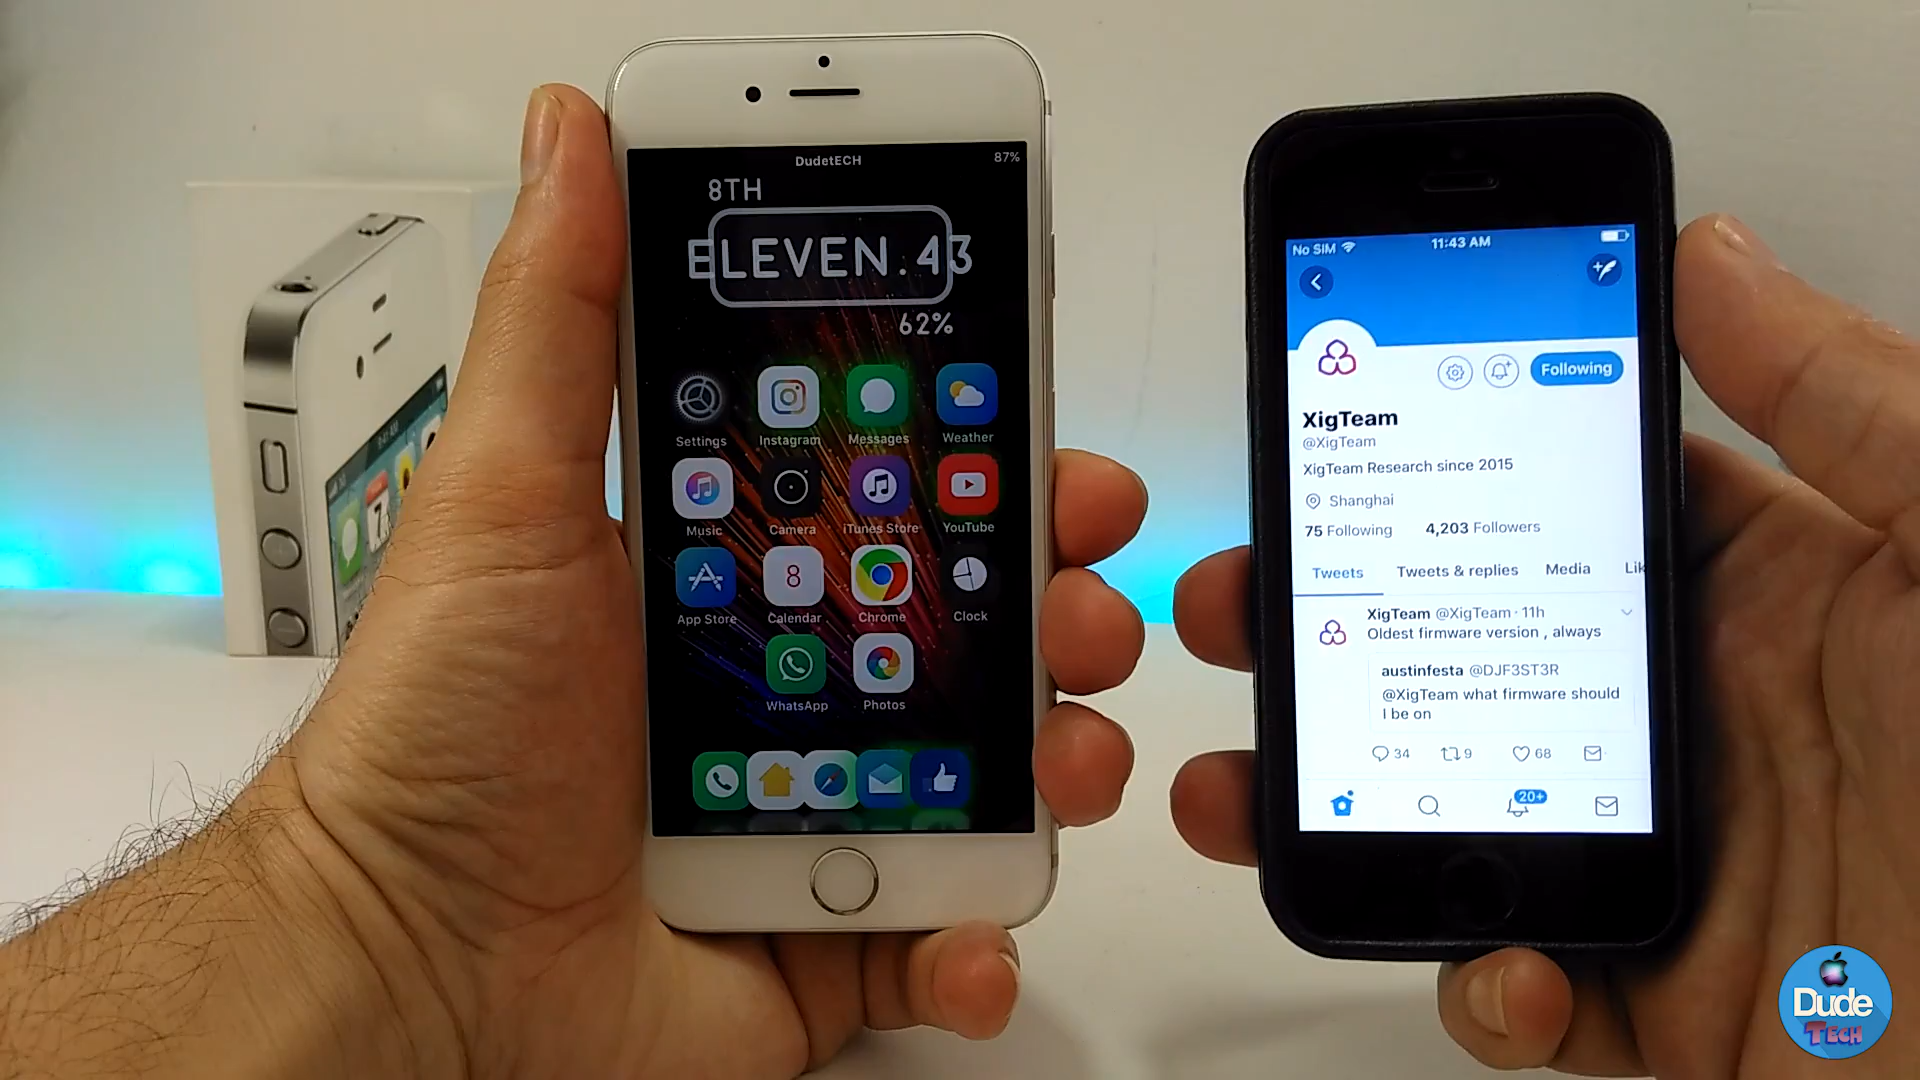 DudetECH
87%
8TH
ELEVEN.43
62%
Settings
Instagram
Messages
Weather
Music
Camera
iTunes Store
YouTube
App Store
8
Calendar
Chrome
Clock
WhatsApp
Photos
No SIM
11:43 AM
Following
XigTeam
@XigTeam
XigTeam Research since 2015
Shanghai
75 Following 4,203 Followers
Tweets Tweets & replies Media Lik
XigTeam @XigTeam · 11h
Oldest firmware version , always
austinfesta @DJF3ST3R
@XigTeam what firmware should
I be on
34 9 68
20+
Dude
TECH